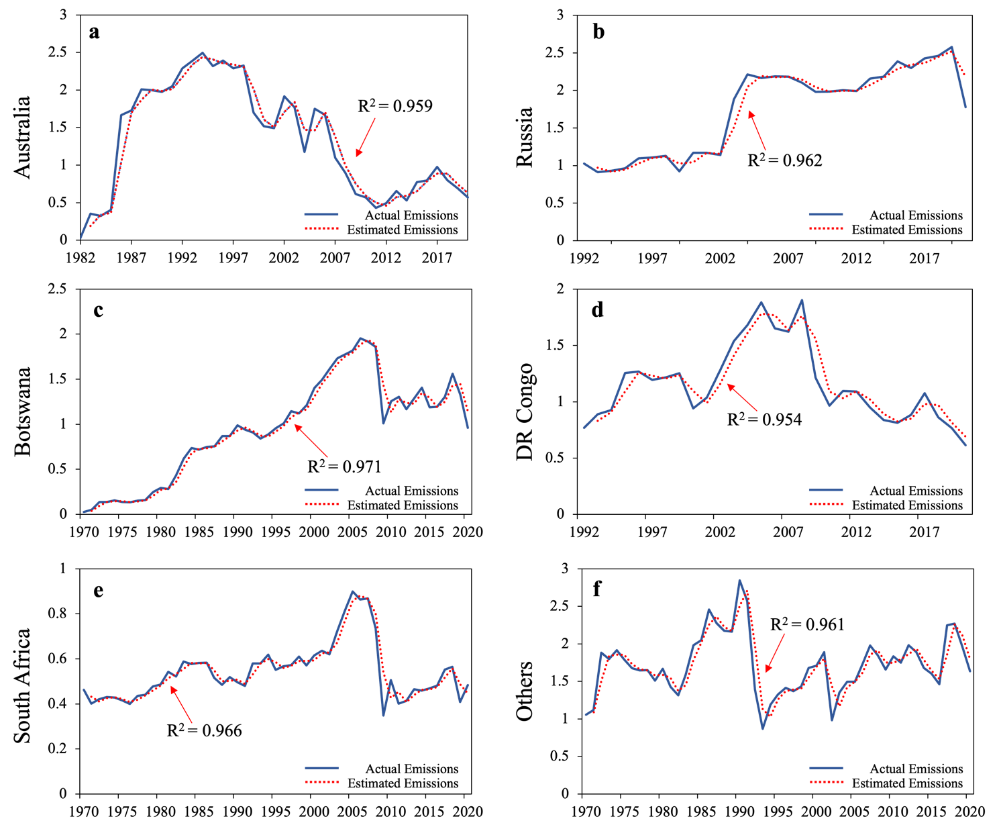 a
Australia
3
2.5
2
1.5
1
0.5
0
R² = 0.959
Actual Emissions
Estimated Emissions
1982 1987 1992 1997 2002 2007 2012 2017
b
Russia
3
2.5
2
1.5
1
0.5
0
R² = 0.962
Actual Emissions
Estimated Emissions
1992 1997 2002 2007 2012 2017
c
Botswana
2.5
2
1.5
1
0.5
0
R² = 0.971
Actual Emissions
Estimated Emissions
1970 1975 1980 1985 1990 1995 2000 2005 2010 2015 2020
d
DR Congo
2
1.5
1
0.5
0
R² = 0.954
Actual Emissions
Estimated Emissions
1992 1997 2002 2007 2012 2017
e
South Africa
1
0.8
0.6
0.4
0.2
0
R² = 0.966
Actual Emissions
Estimated Emissions
1970 1975 1980 1985 1990 1995 2000 2005 2010 2015 2020
f
Others
3
2.5
2
1.5
1
0.5
0
R² = 0.961
Actual Emissions
Estimated Emissions
1970 1975 1980 1985 1990 1995 2000 2005 2010 2015 2020